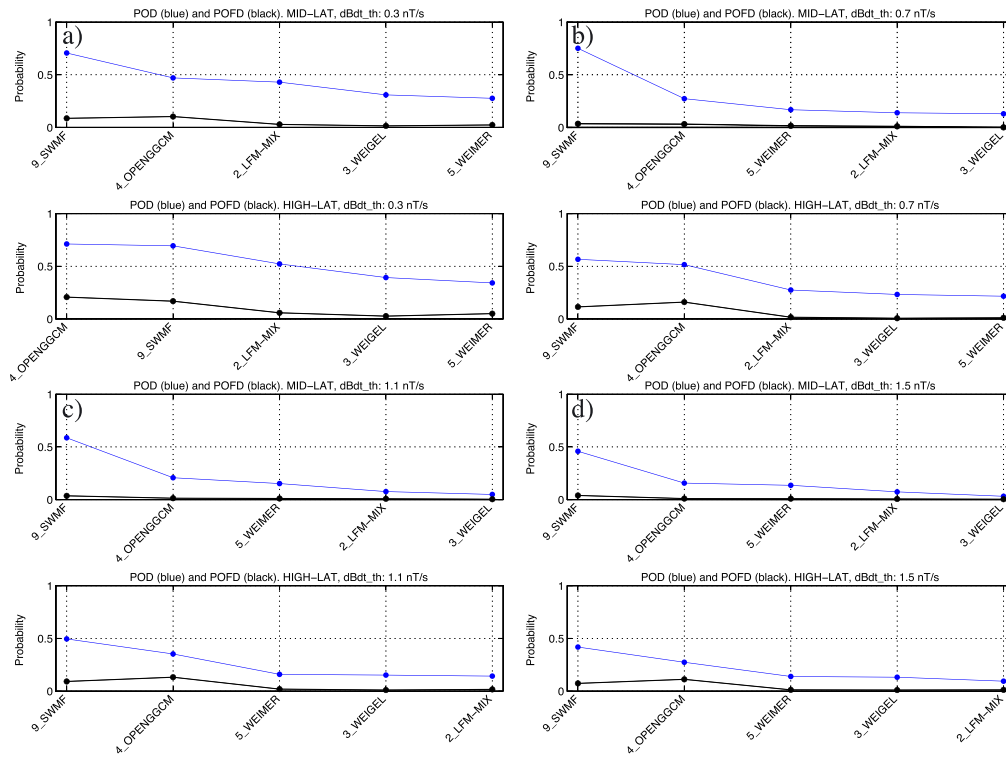 POD (blue) and POFD (black). MID−LAT, dBdt_th: 0.3 nT/s
a)
Probability
1
0.5
0
9_SWMF
4_OPENGGCM
2_LFM−MIX
3_WEIGEL
5_WEIMER
POD (blue) and POFD (black). MID−LAT, dBdt_th: 0.7 nT/s
b)
Probability
1
0.5
0
9_SWMF
4_OPENGGCM
5_WEIMER
2_LFM−MIX
3_WEIGEL
POD (blue) and POFD (black). HIGH−LAT, dBdt_th: 0.3 nT/s
Probability
1
0.5
0
4_OPENGGCM
9_SWMF
2_LFM−MIX
3_WEIGEL
5_WEIMER
POD (blue) and POFD (black). HIGH−LAT, dBdt_th: 0.7 nT/s
Probability
1
0.5
0
9_SWMF
4_OPENGGCM
2_LFM−MIX
3_WEIGEL
5_WEIMER
POD (blue) and POFD (black). MID−LAT, dBdt_th: 1.1 nT/s
c)
Probability
1
0.5
0
9_SWMF
4_OPENGGCM
5_WEIMER
2_LFM−MIX
3_WEIGEL
POD (blue) and POFD (black). MID−LAT, dBdt_th: 1.5 nT/s
d)
Probability
1
0.5
0
9_SWMF
4_OPENGGCM
5_WEIMER
2_LFM−MIX
3_WEIGEL
POD (blue) and POFD (black). HIGH−LAT, dBdt_th: 1.1 nT/s
Probability
1
0.5
0
9_SWMF
4_OPENGGCM
5_WEIMER
3_WEIGEL
2_LFM−MIX
POD (blue) and POFD (black). HIGH−LAT, dBdt_th: 1.5 nT/s
Probability
1
0.5
0
9_SWMF
4_OPENGGCM
5_WEIMER
3_WEIGEL
2_LFM−MIX